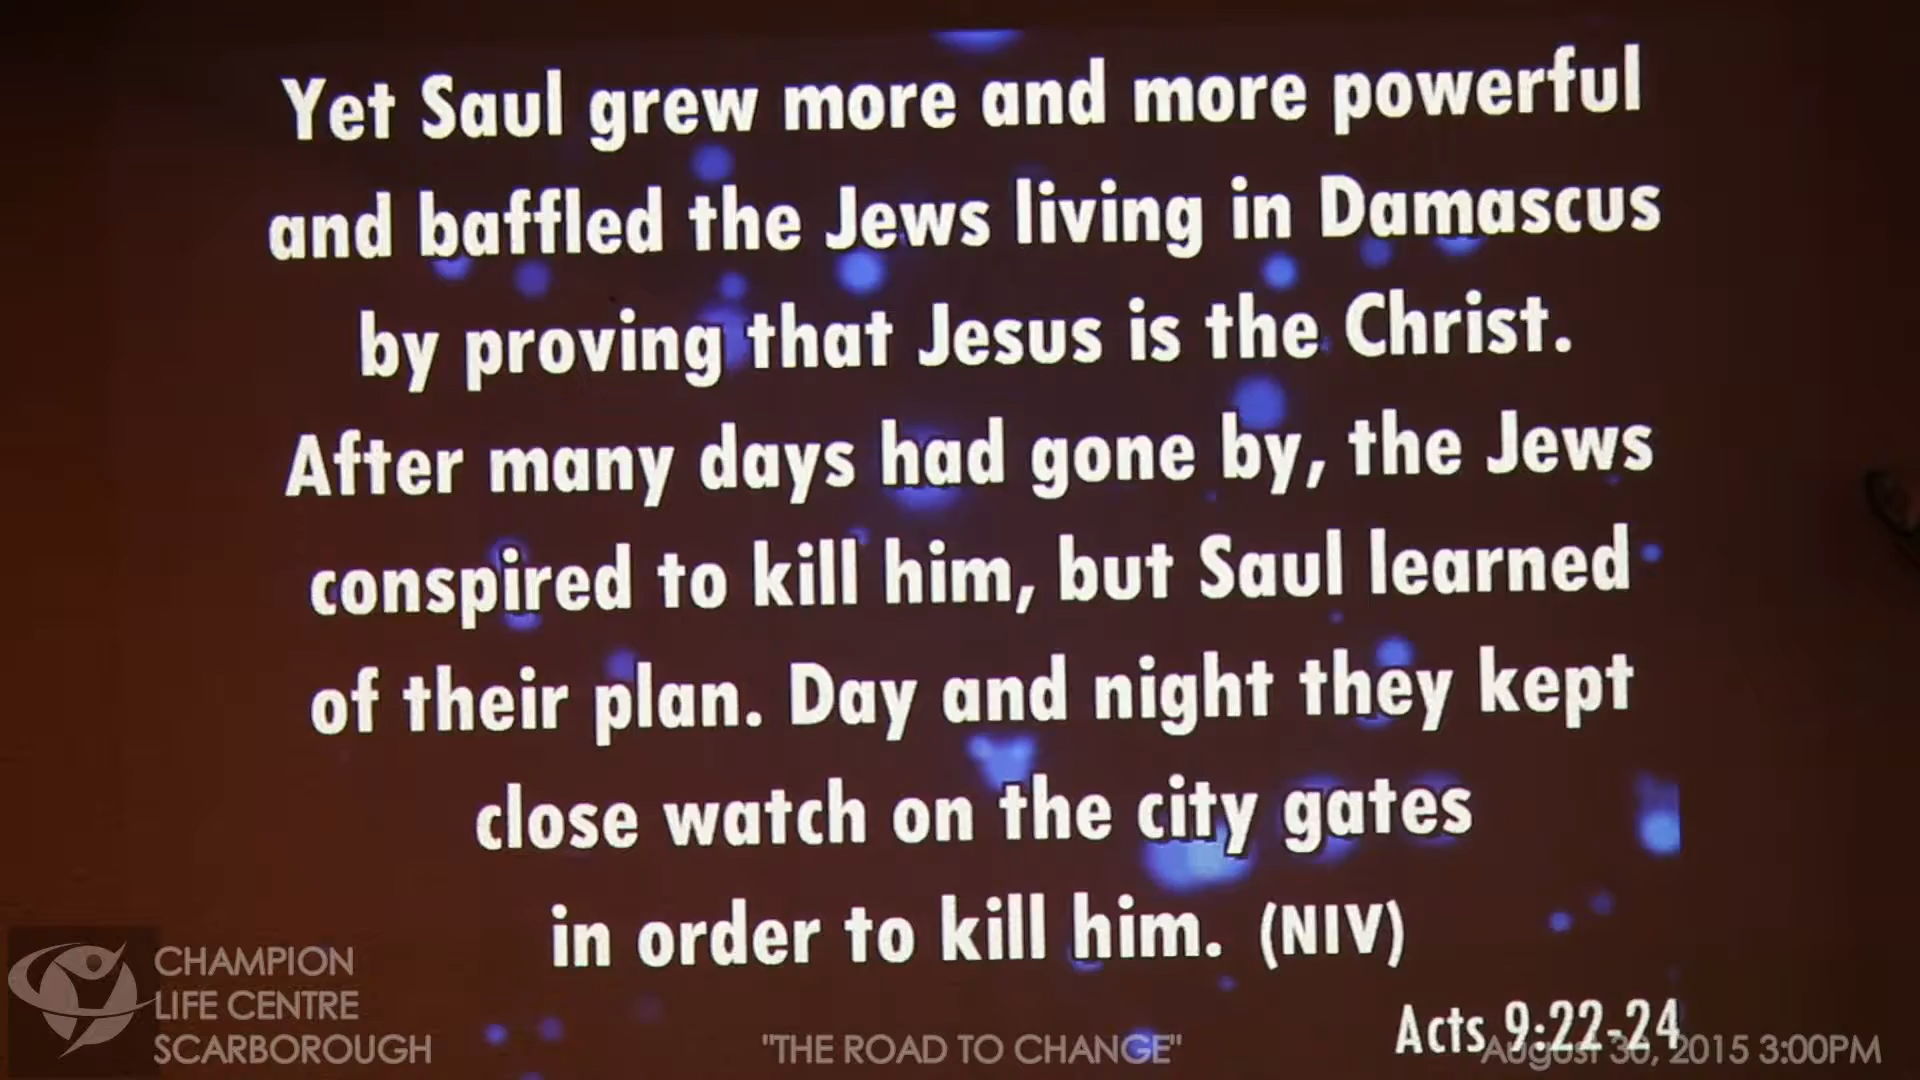 Yet Saul grew more and more powerful
and baffled the Jews living in Damascus
by proving that Jesus is the Christ.
After many days had gone by, the Jews
conspired to kill him, but Saul learned
of their plan. Day and night they kept
close watch on the city gates
in order to kill him. (NIV)
Acts 9:22-24
CHAMPION
LIFE CENTRE
SCARBOROUGH
"THE ROAD TO CHANGE"
August 30, 2015 3:00PM